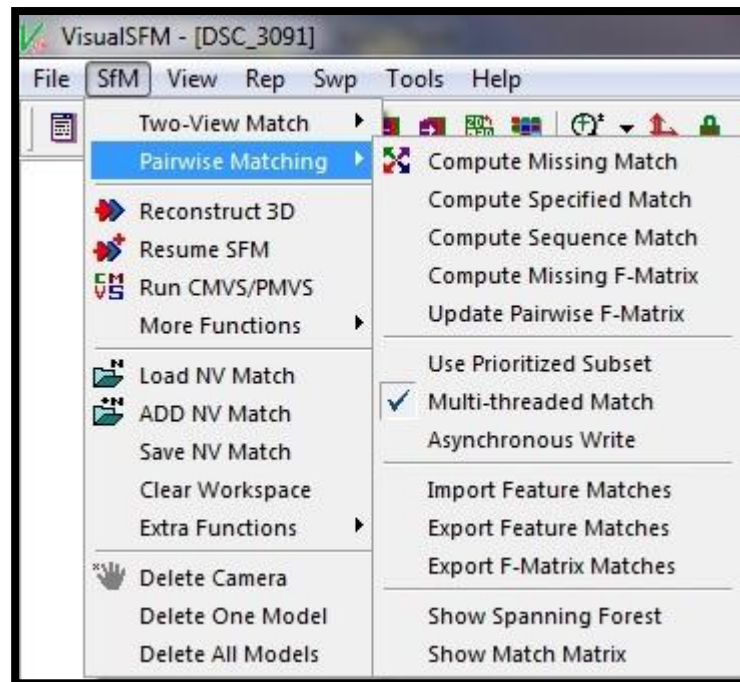 VisualSFM - [DSC_3091]
File SfM View Rep Swp Tools Help
Two-View Match
Pairwise Matching
Reconstruct 3D
Resume SFM
Run CMVS/PMVS
More Functions
Load NV Match
ADD NV Match
Save NV Match
Clear Workspace
Extra Functions
Delete Camera
Delete One Model
Delete All Models
Compute Missing Match
Compute Specified Match
Compute Sequence Match
Compute Missing F-Matrix
Update Pairwise F-Matrix
Use Prioritized Subset
Multi-threaded Match
Asynchronous Write
Import Feature Matches
Export Feature Matches
Export F-Matrix Matches
Show Spanning Forest
Show Match Matrix